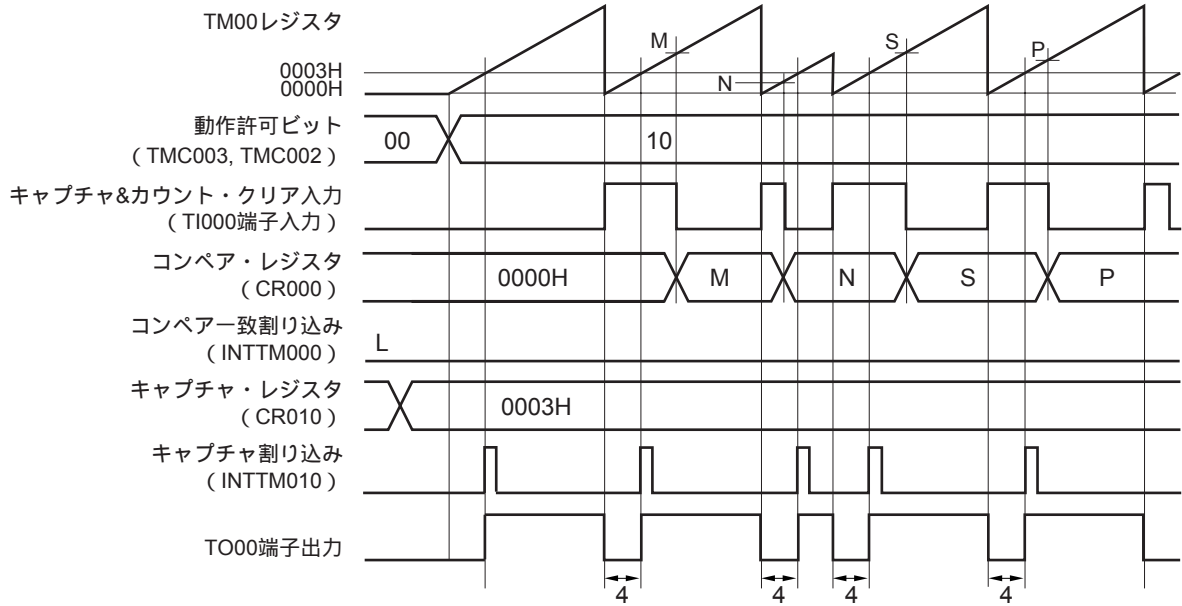 TM00レジスタ
M
S
P
0003H
N
0000H
動作許可ビット
（TMC003, TMC002）
00
10
キャプチャ&カウント・クリア入力
（TI000端子入力）
コンペア・レジスタ
（CR000）
0000H
M
N
S
P
コンペア一致割り込み
（INTTM000）
L
キャプチャ・レジスタ
（CR010）
0003H
キャプチャ割り込み
（INTTM010）
TO00端子出力
4
4
4
4